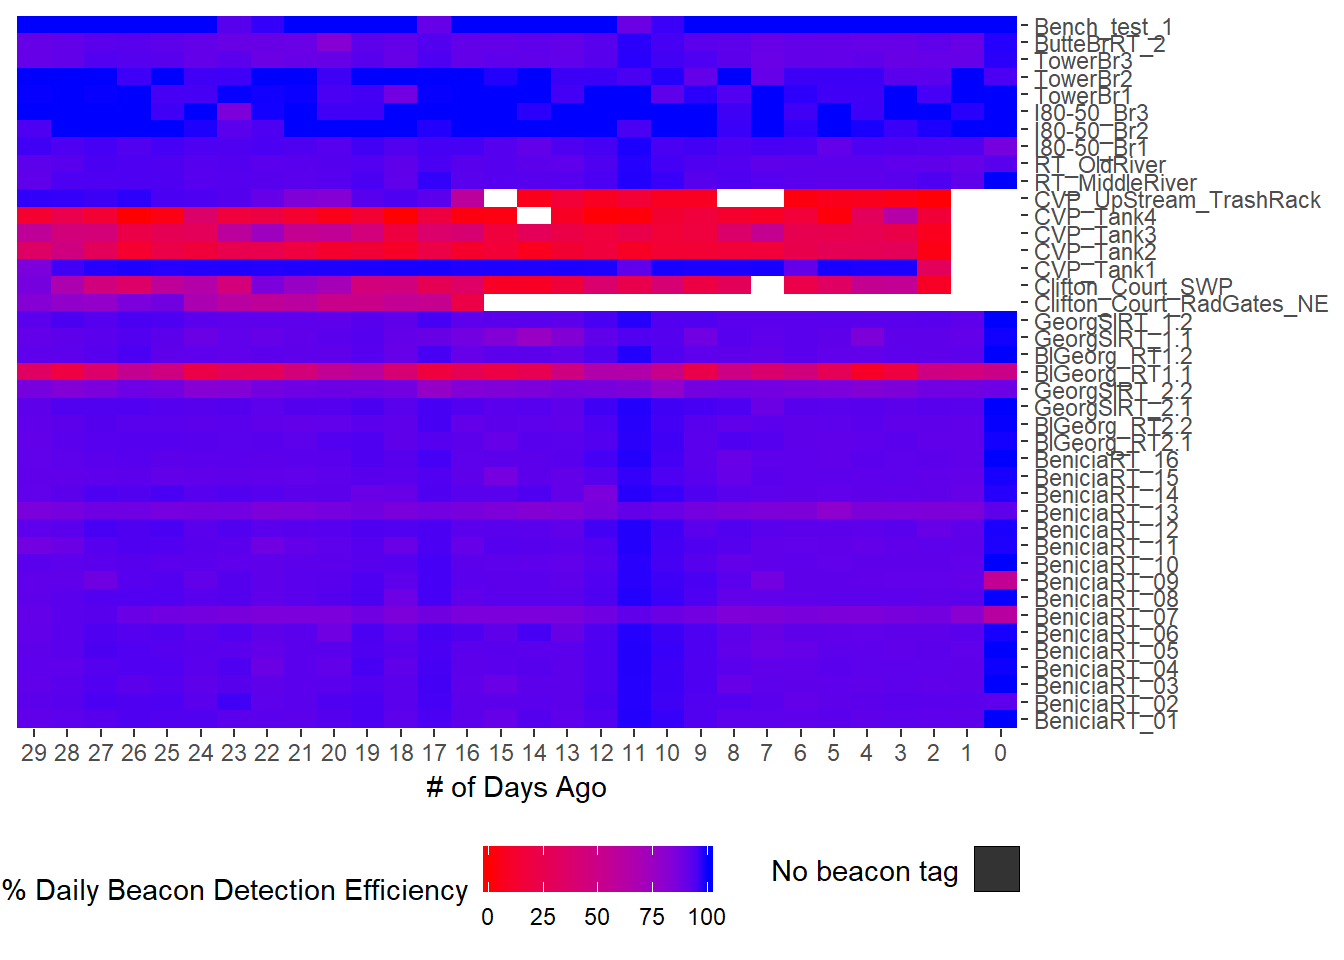 Bench_test_1
ButteBrRT_2
TowerBr3
TowerBr2
TowerBr1
I80-50_Br3
I80-50_Br2
I80-50_Br1
RT_OldRiver
RT_MiddleRiver
CVP_UpStream_TrashRack
CVP_Tank4
CVP_Tank3
CVP_Tank2
CVP_Tank1
Clifton_Court_SWP
Clifton_Court_RadGates_NE
GeorgSlRT_1.2
GeorgSlRT_1.1
BlGeorg_RT1.2
BlGeorg_RT1.1
GeorgSlRT_2.2
GeorgSlRT_2.1
BlGeorg_RT2.2
BlGeorg_RT2.1
BeniciaRT_16
BeniciaRT_15
BeniciaRT_14
BeniciaRT_13
BeniciaRT_12
BeniciaRT_11
BeniciaRT_10
BeniciaRT_09
BeniciaRT_08
BeniciaRT_07
BeniciaRT_06
BeniciaRT_05
BeniciaRT_04
BeniciaRT_03
BeniciaRT_02
BeniciaRT_01
29 28 27 26 25 24 23 22 21 20 19 18 17 16 15 14 13 12 11 10 9 8 7 6 5 4 3 2 1 0
# of Days Ago
% Daily Beacon Detection Efficiency
0 25 50 75 100
No beacon tag